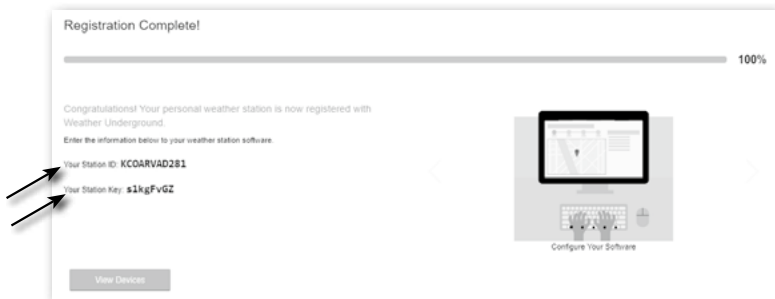 Registration Complete!
100%
Congratulations! Your personal weather station is now registered with
Weather Underground.
Enter the information below to your weather station software.
Your Station ID: KCOARVAD281
Your Station Key: s1kgFvGZ
Configure Your Software
View Devices